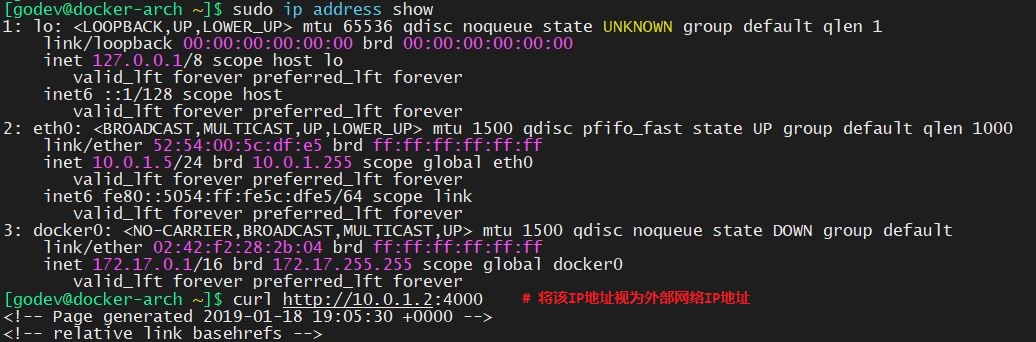 [godev@docker-arch ~]$ sudo ip address show
1: lo: <LOOPBACK,UP,LOWER_UP> mtu 65536 qdisc noqueue state UNKNOWN group default qlen 1
    link/loopback 00:00:00:00:00:00 brd 00:00:00:00:00:00
    inet 127.0.0.1/8 scope host lo
       valid_lft forever preferred_lft forever
    inet6 ::1/128 scope host
       valid_lft forever preferred_lft forever
2: eth0: <BROADCAST,MULTICAST,UP,LOWER_UP> mtu 1500 qdisc pfifo_fast state UP group default qlen 1000
    link/ether 52:54:00:5c:df:e5 brd ff:ff:ff:ff:ff:ff
    inet 10.0.1.5/24 brd 10.0.1.255 scope global eth0
       valid_lft forever preferred_lft forever
    inet6 fe80::5054:ff:fe5c:dfe5/64 scope link
       valid_lft forever preferred_lft forever
3: docker0: <NO-CARRIER,BROADCAST,MULTICAST,UP> mtu 1500 qdisc noqueue state DOWN group default
    link/ether 02:42:f2:28:2b:04 brd ff:ff:ff:ff:ff:ff
    inet 172.17.0.1/16 brd 172.17.255.255 scope global docker0
       valid_lft forever preferred_lft forever
[godev@docker-arch ~]$ curl http://10.0.1.2:4000 # 将该IP地址视为外部网络IP地址
<!-- Page generated 2019-01-18 19:05:30 +0000 -->
<!-- relative link basehrefs -->